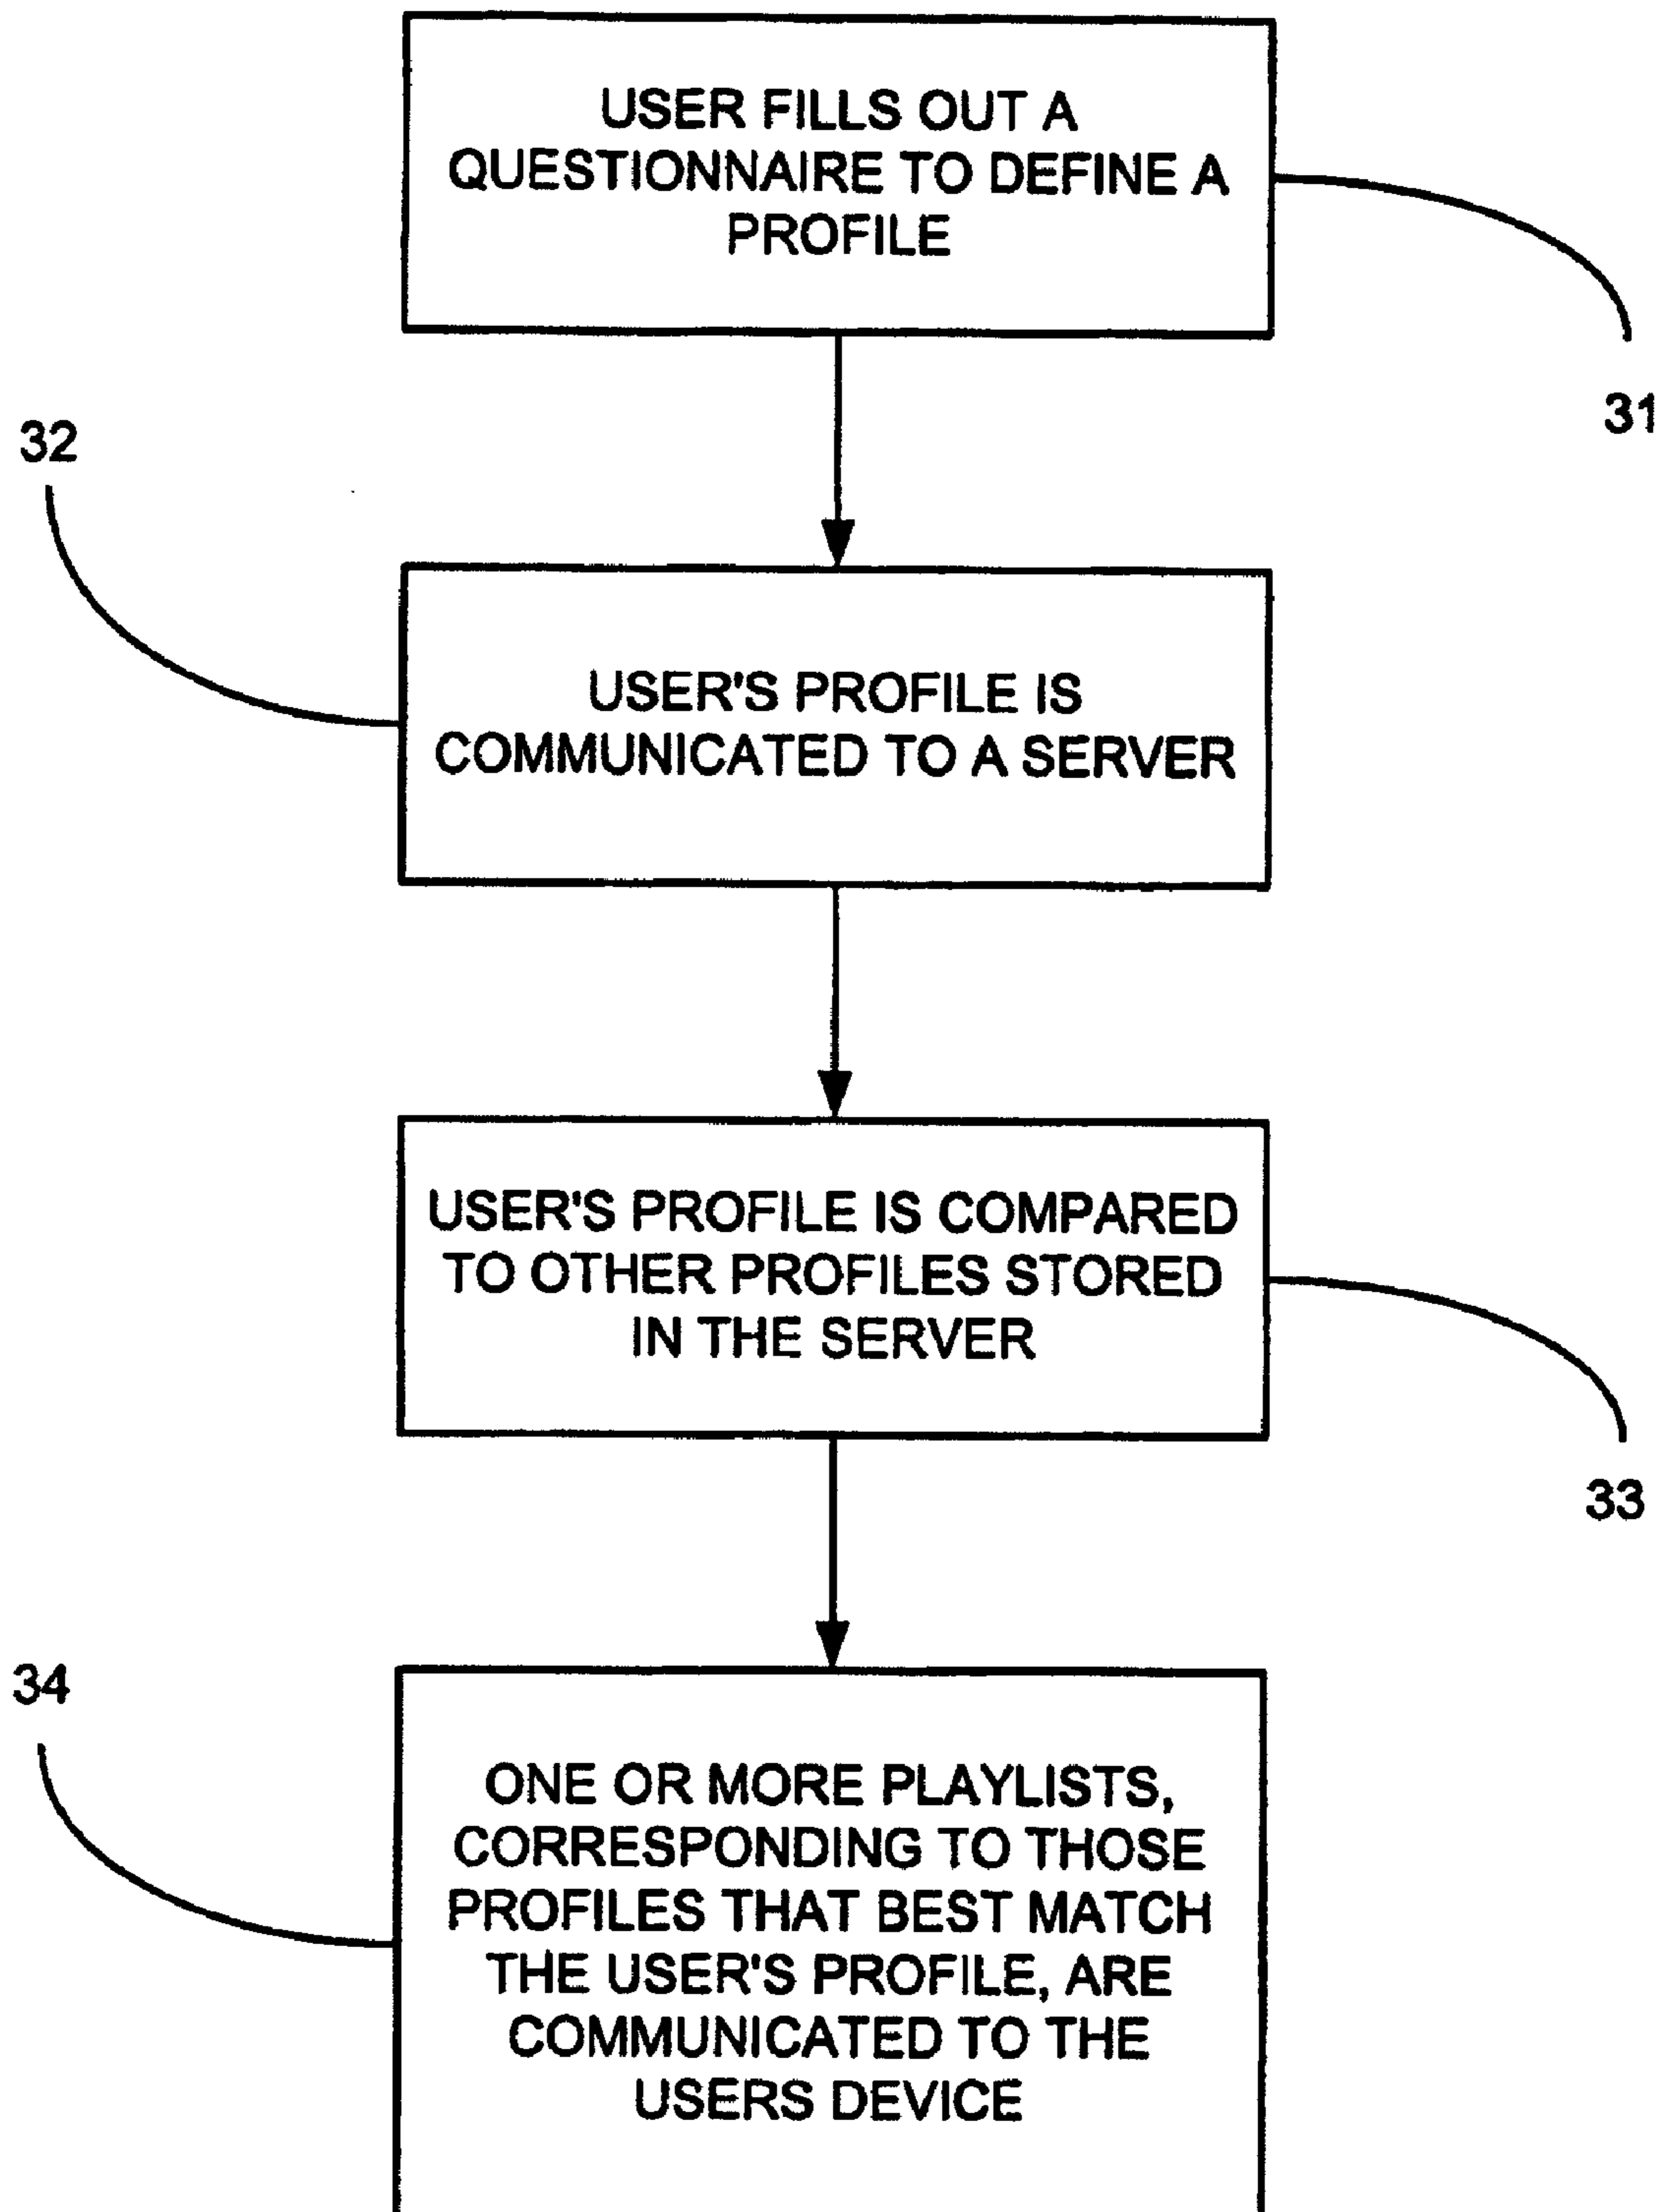 USER FILLS OUT A
QUESTIONNAIRE TO DEFINE A
PROFILE
31
32
USER'S PROFILE IS
COMMUNICATED TO A SERVER
USER'S PROFILE IS COMPARED
TO OTHER PROFILES STORED
IN THE SERVER
33
34
ONE OR MORE PLAYLISTS,
CORRESPONDING TO THOSE
PROFILES THAT BEST MATCH
THE USER'S PROFILE, ARE
COMMUNICATED TO THE
USERS DEVICE